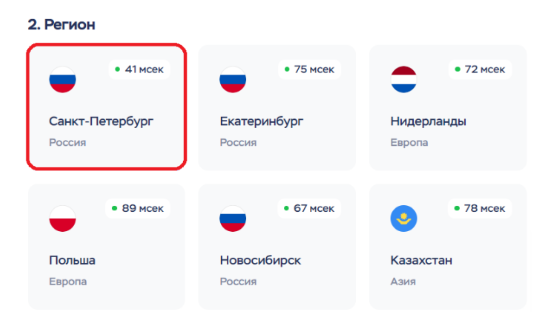 2. Регион
41 мсек
Санкт-Петербург
Россия
75 мсек
Екатеринбург
Россия
72 мсек
Нидерланды
Европа
89 мсек
Польша
Европа
67 мсек
Новосибирск
Россия
78 мсек
Казахстан
Азия